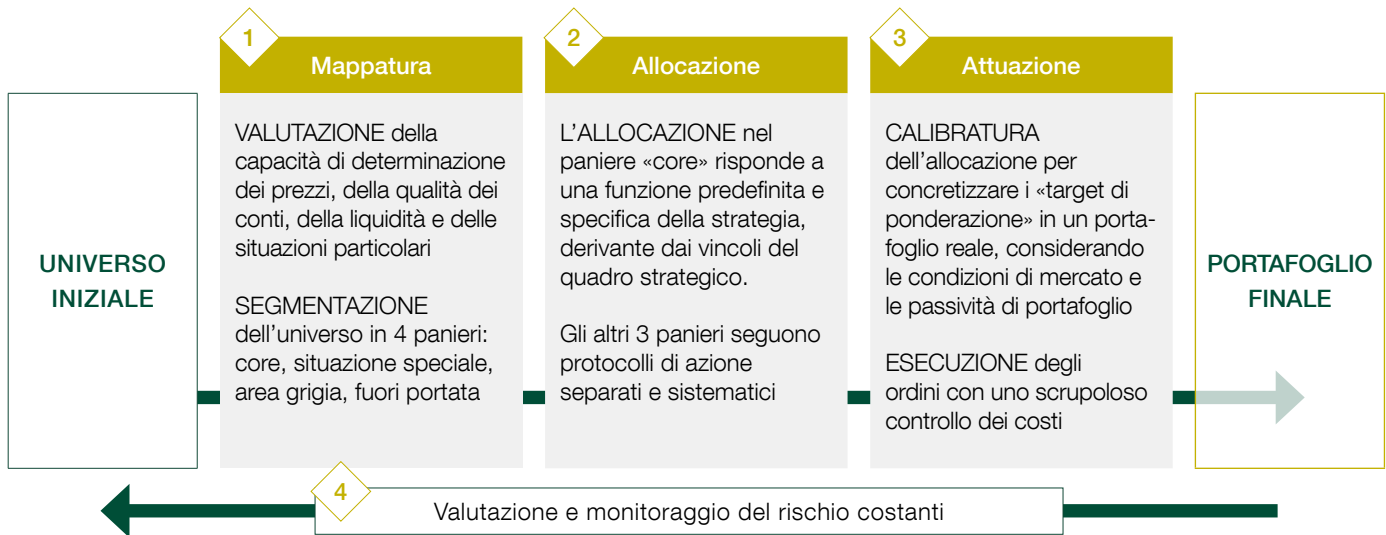 1
Mappatura
2
Allocazione
3
Attuazione
UNIVERSO
INIZIALE
VALUTAZIONE della
capacità di determinazione
dei prezzi, della qualità dei
conti, della liquidità e delle
situazioni particolari
SEGMENTAZIONE
dell’universo in 4 panieri:
core, situazione speciale,
area grigia, fuori portata
L’ALLOCAZIONE nel
paniere «core» risponde a
una funzione predefinita e
specifica della strategia,
derivante dai vincoli del
quadro strategico.
Gli altri 3 panieri seguono
protocolli di azione
separati e sistematici
CALIBRATURA
dell’allocazione per
concretizzare i «target di
ponderazione» in un porta-
foglio reale, considerando
le condizioni di mercato e
le passività di portafoglio
ESECUZIONE degli
ordini con uno scrupoloso
controllo dei costi
PORTAFOGLIO
FINALE
4
Valutazione e monitoraggio del rischio costanti